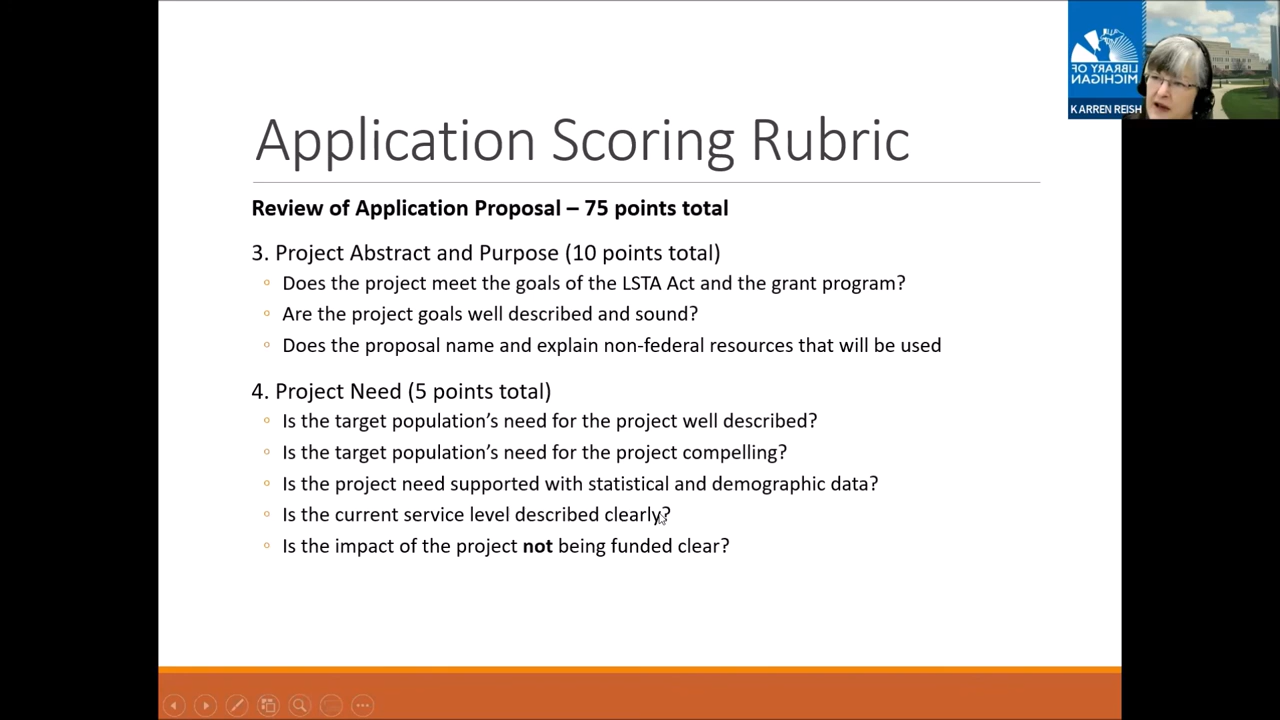 LIBRARY OF
MICHIGAN
KARREN REISH
Application Scoring Rubric
Review of Application Proposal – 75 points total
3. Project Abstract and Purpose (10 points total)
Does the project meet the goals of the LSTA Act and the grant program?
Are the project goals well described and sound?
Does the proposal name and explain non-federal resources that will be used
4. Project Need (5 points total)
Is the target population’s need for the project well described?
Is the target population’s need for the project compelling?
Is the project need supported with statistical and demographic data?
Is the current service level described clearly?
Is the impact of the project not being funded clear?